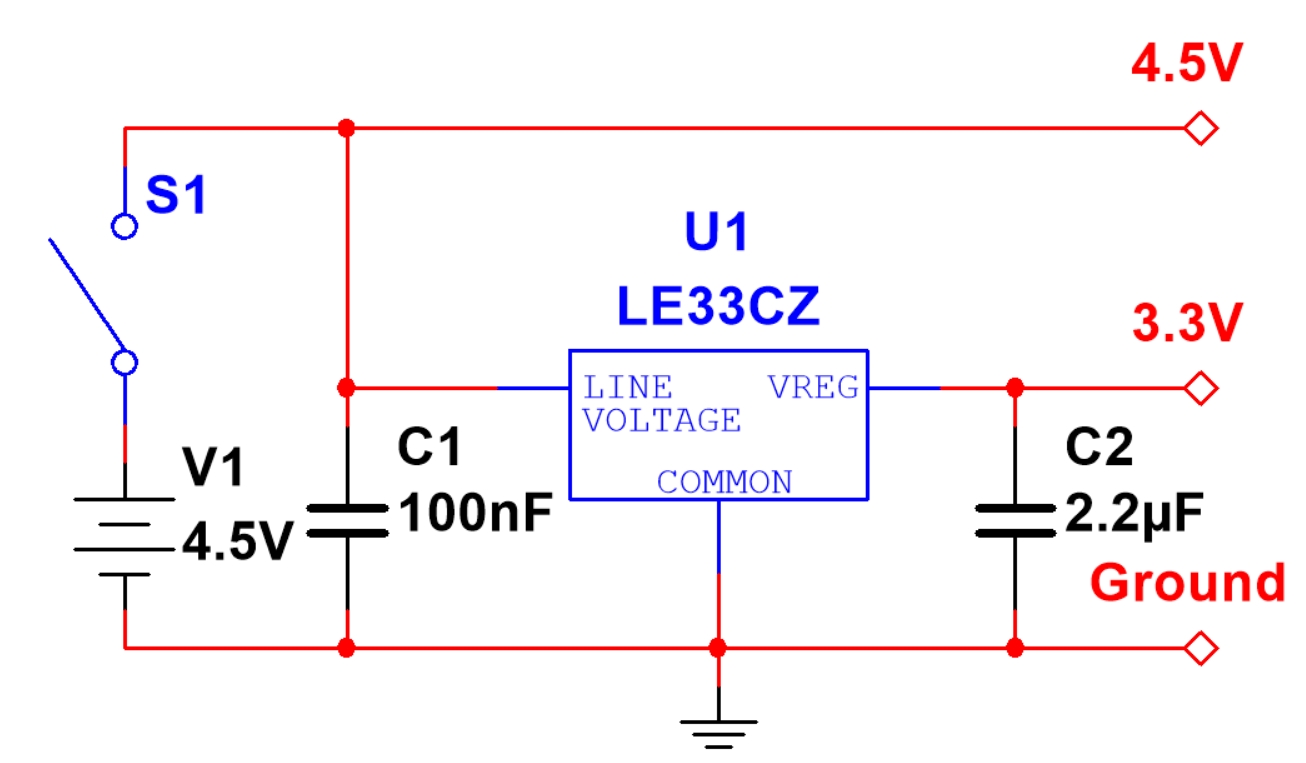 4.5V
S1
U1
LE33CZ
3.3V
LINE
VOLTAGE
VREG
COMMON
V1
4.5V
C1
100nF
C2
2.2µF
Ground